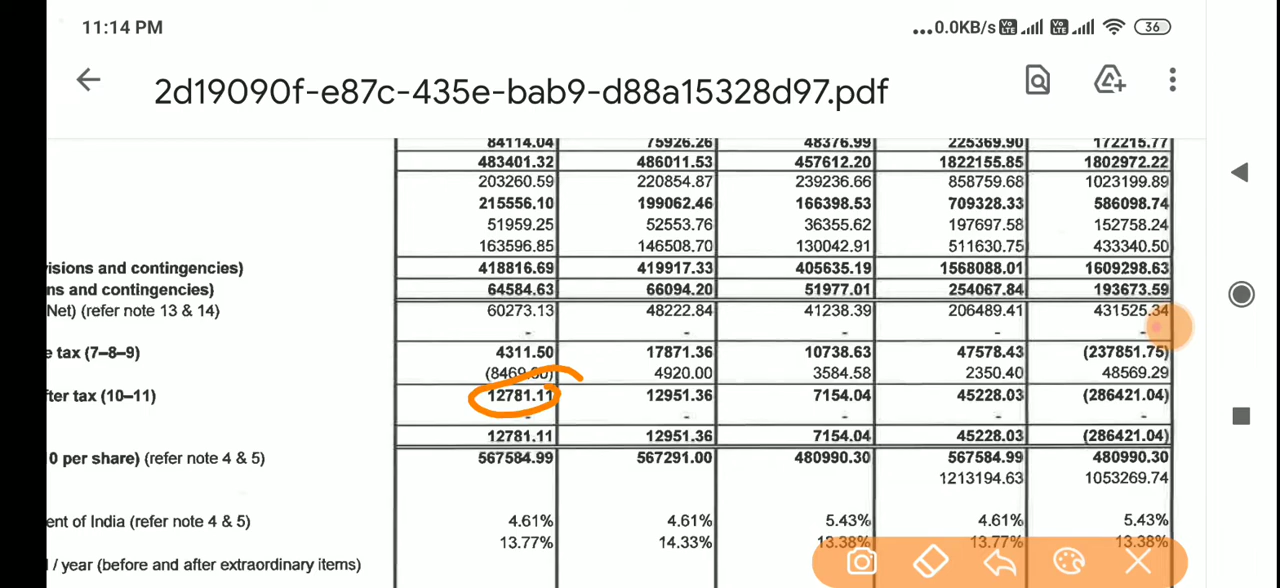 11:14 PM ...0.0KB/s Vo LTE Vo LTE 36
2d19090f-e87c-435e-bab9-d88a15328d97.pdf
84114.04 75926.26 48376.99 225369.90 172215.77
483401.32 486011.53 457612.20 1822155.85 1802972.22
203260.59 220854.87 239236.66 858759.68 1023199.89
215556.10 199062.46 166398.53 709328.33 586098.74
51959.25 52553.76 36355.62 197697.58 152758.24
163596.85 146508.70 130042.91 511630.75 433340.50
isions and contingencies) 418816.69 419917.33 405635.19 1568088.01 1609298.63
ns and contingencies) 64584.63 66094.20 51977.01 254067.84 193673.59
Net) (refer note 13 & 14) 60273.13 48222.84 41238.39 206489.41 431525.34
- - - - -
e tax (7–8–9) 4311.50 17871.36 10738.63 47578.43 (237851.75)
4920.00 3584.58 2350.40 48569.29
fter tax (10–11) 12781.11 12951.36 7154.04 45228.03 (286421.04)
- - - - -
12781.11 12951.36 7154.04 45228.03 (286421.04)
0 per share) (refer note 4 & 5) 567584.99 567291.00 480990.30 567584.99 480990.30
1213194.63 1053269.74
ent of India (refer note 4 & 5) 4.61% 4.61% 5.43% 4.61% 5.43%
13.77% 14.33% 13.38% 13.77% 13.38%
/ year (before and after extraordinary items)